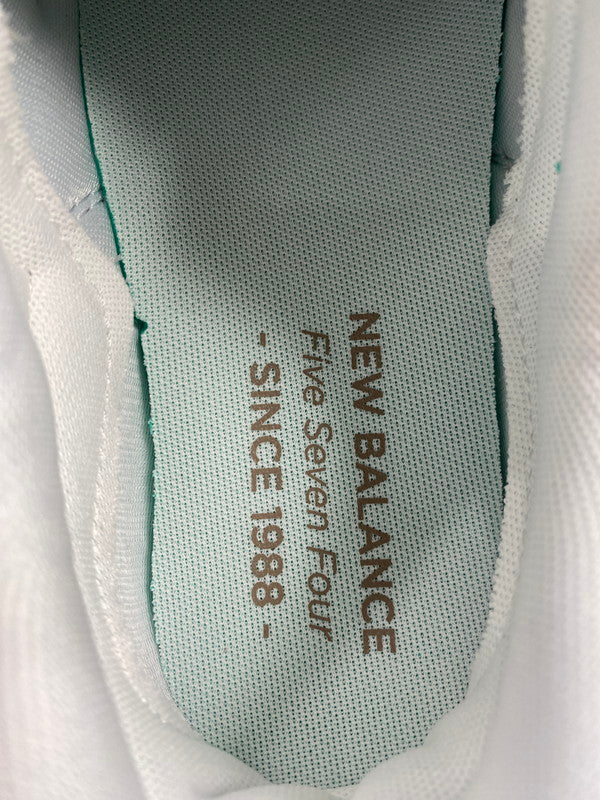 NEW BALANCE
Five Seven Four
- SINCE 1988 -